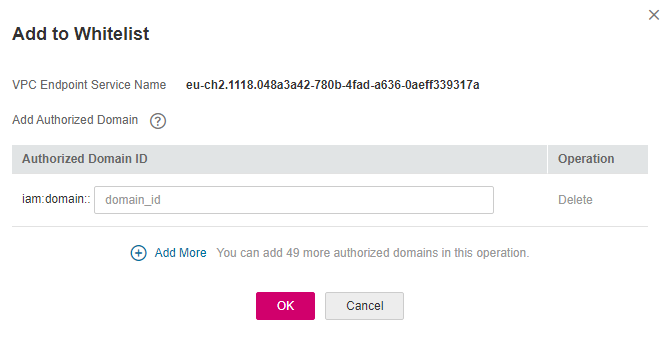 Add to Whitelist
VPC Endpoint Service Name eu-ch2.1118.048a3a42-780b-4fad-a636-0aeff339317a
Add Authorized Domain ?
Authorized Domain ID Operation
iam:domain:: domain_id Delete
Add More You can add 49 more authorized domains in this operation.
OK Cancel